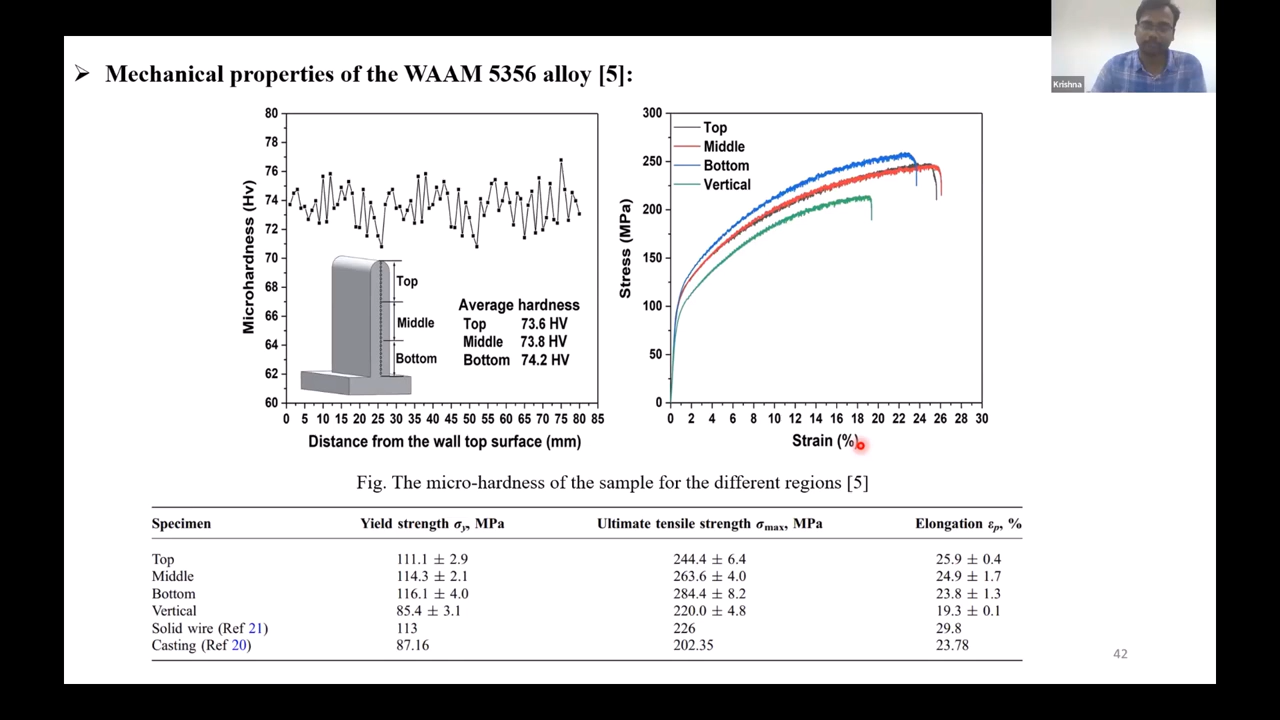 Krishna
➢ Mechanical properties of the WAAM 5356 alloy [5]:
80
78
76
74
72
70
68
66
64
62
60
Microhardness (Hv)
Top
Middle
Bottom
Average hardness
Top 73.6 HV
Middle 73.8 HV
Bottom 74.2 HV
0 5 10 15 20 25 30 35 40 45 50 55 60 65 70 75 80 85
Distance from the wall top surface (mm)
300
250
200
150
100
50
0
Stress (MPa)
Top
Middle
Bottom
Vertical
0 2 4 6 8 10 12 14 16 18 20 22 24 26 28 30
Strain (%)
Fig. The micro-hardness of the sample for the different regions [5]
Specimen Yield strength σy, MPa Ultimate tensile strength σmax, MPa Elongation εp, %
Top 111.1 ± 2.9 244.4 ± 6.4 25.9 ± 0.4
Middle 114.3 ± 2.1 263.6 ± 4.0 24.9 ± 1.7
Bottom 116.1 ± 4.0 284.4 ± 8.2 23.8 ± 1.3
Vertical 85.4 ± 3.1 220.0 ± 4.8 19.3 ± 0.1
Solid wire (Ref 21) 113 226 29.8
Casting (Ref 20) 87.16 202.35 23.78
42